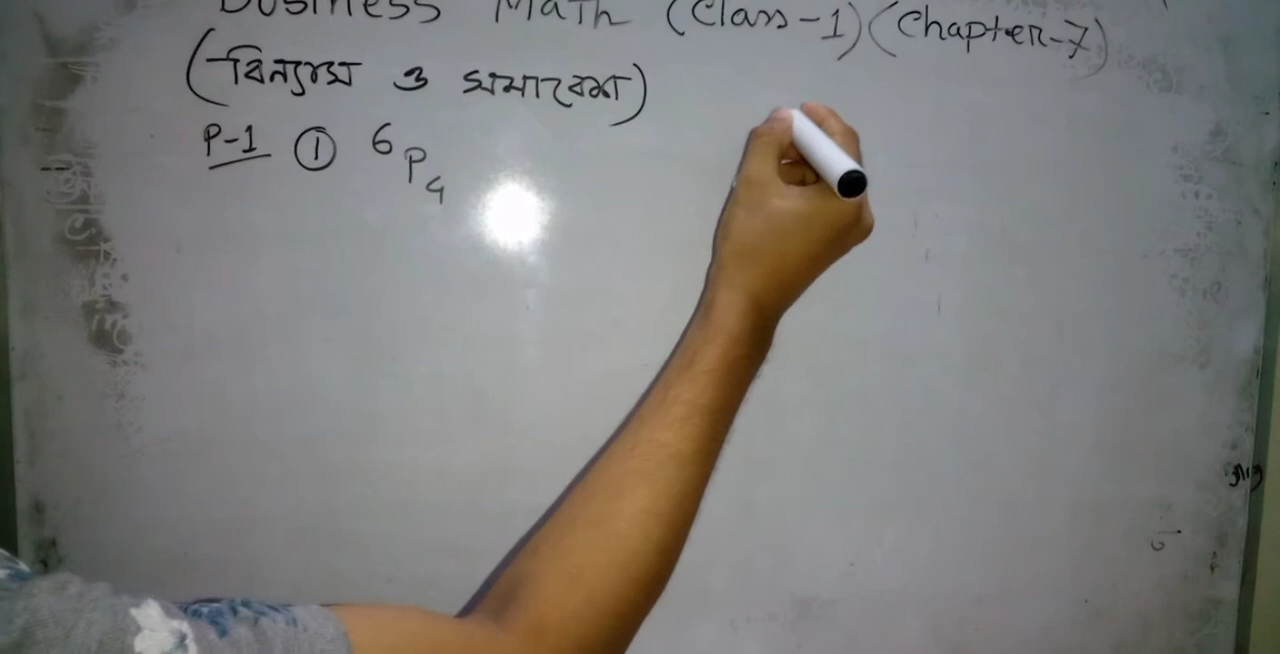 Business Math (Class-1) (Chapter-7)
(বিন্যাস ও সমাবেশ)
P-1 ① ⁶P₄